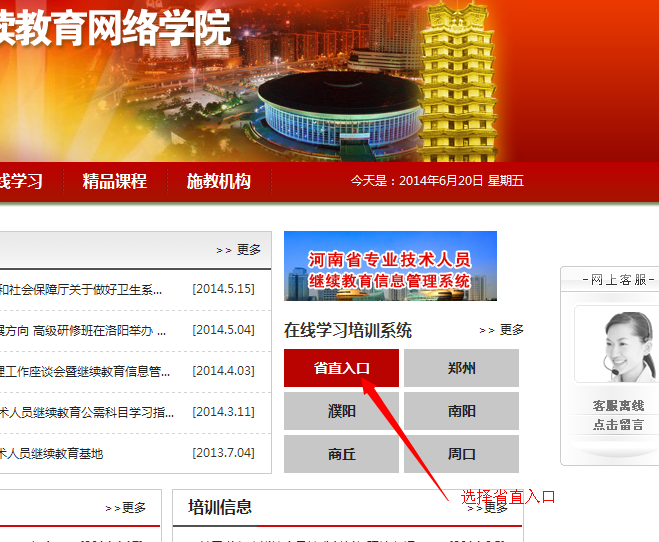 续教育网络学院
线学习 精品课程 施教机构 今天是：2014年6月20日 星期五
>> 更多
和社会保障厅关于做好卫生系... [2014.5.15]
展方向 高级研修班在洛阳举办 ... [2014.5.04]
理工作座谈会暨继续教育信息管... [2014.4.03]
术人员继续教育公需科目学习指... [2014.3.11]
术人员继续教育基地 [2013.7.04]
河南省专业技术人员
继续教育信息管理系统
在线学习培训系统 >> 更多
省直入口 郑州
濮阳 南阳
商丘 周口
-网上客服-
客服离线
点击留言
选择省直入口
>>更多
培训信息 >>更多